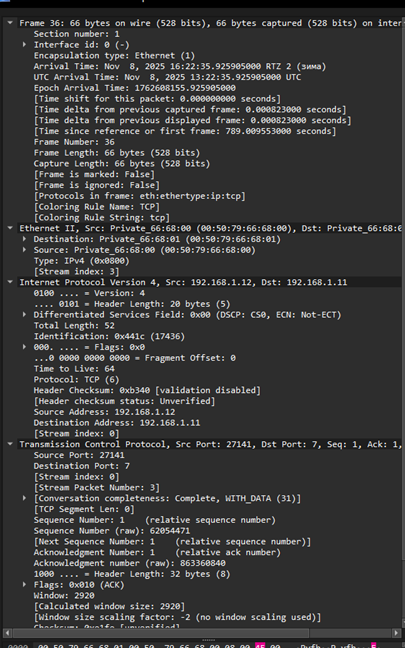 Frame 36: 66 bytes on wire (528 bits), 66 bytes captured (528 bits) on inter
Section number: 1
Interface id: 0 (-)
Encapsulation type: Ethernet (1)
Arrival Time: Nov 8, 2025 16:22:35.925905000 RTZ 2 (зима)
UTC Arrival Time: Nov 8, 2025 13:22:35.925905000 UTC
Epoch Arrival Time: 1762608155.925905000
[Time shift for this packet: 0.000000000 seconds]
[Time delta from previous captured frame: 0.000823000 seconds]
[Time delta from previous displayed frame: 0.000823000 seconds]
[Time since reference or first frame: 789.009553000 seconds]
Frame Number: 36
Frame Length: 66 bytes (528 bits)
Capture Length: 66 bytes (528 bits)
[Frame is marked: False]
[Frame is ignored: False]
[Protocols in frame: eth:ethertype:ip:tcp]
[Coloring Rule Name: TCP]
[Coloring Rule String: tcp]
Ethernet II, Src: Private_66:68:00 (00:50:79:66:68:00), Dst: Private_66:6
Destination: Private_66:68:01 (00:50:79:66:68:01)
Source: Private_66:68:00 (00:50:79:66:68:00)
Type: IPv4 (0x0800)
[Stream index: 3]
Internet Protocol Version 4, Src: 192.168.1.12, Dst: 192.168.1.11
0100 .... = Version: 4
.... 0101 = Header Length: 20 bytes (5)
Differentiated Services Field: 0x00 (DSCP: CS0, ECN: Not-ECT)
Total Length: 52
Identification: 0x441c (17436)
000. .... = Flags: 0x0
...0 0000 0000 0000 = Fragment Offset: 0
Time to Live: 64
Protocol: TCP (6)
Header Checksum: 0xb340 [validation disabled]
[Header checksum status: Unverified]
Source Address: 192.168.1.12
Destination Address: 192.168.1.11
[Stream index: 0]
Transmission Control Protocol, Src Port: 27141, Dst Port: 7, Seq: 1, Ack: 1,
Source Port: 27141
Destination Port: 7
[Stream index: 0]
[Stream Packet Number: 3]
[Conversation completeness: Complete, WITH_DATA (31)]
[TCP Segment Len: 0]
Sequence Number: 1 (relative sequence number)
Sequence Number (raw): 62054471
[Next Sequence Number: 1 (relative sequence number)]
Acknowledgment Number: 1 (relative ack number)
Acknowledgment number (raw): 863360840
1000 .... = Header Length: 32 bytes (8)
Flags: 0x010 (ACK)
Window: 2920
[Calculated window size: 2920]
[Window size scaling factor: -2 (no window scaling used)]